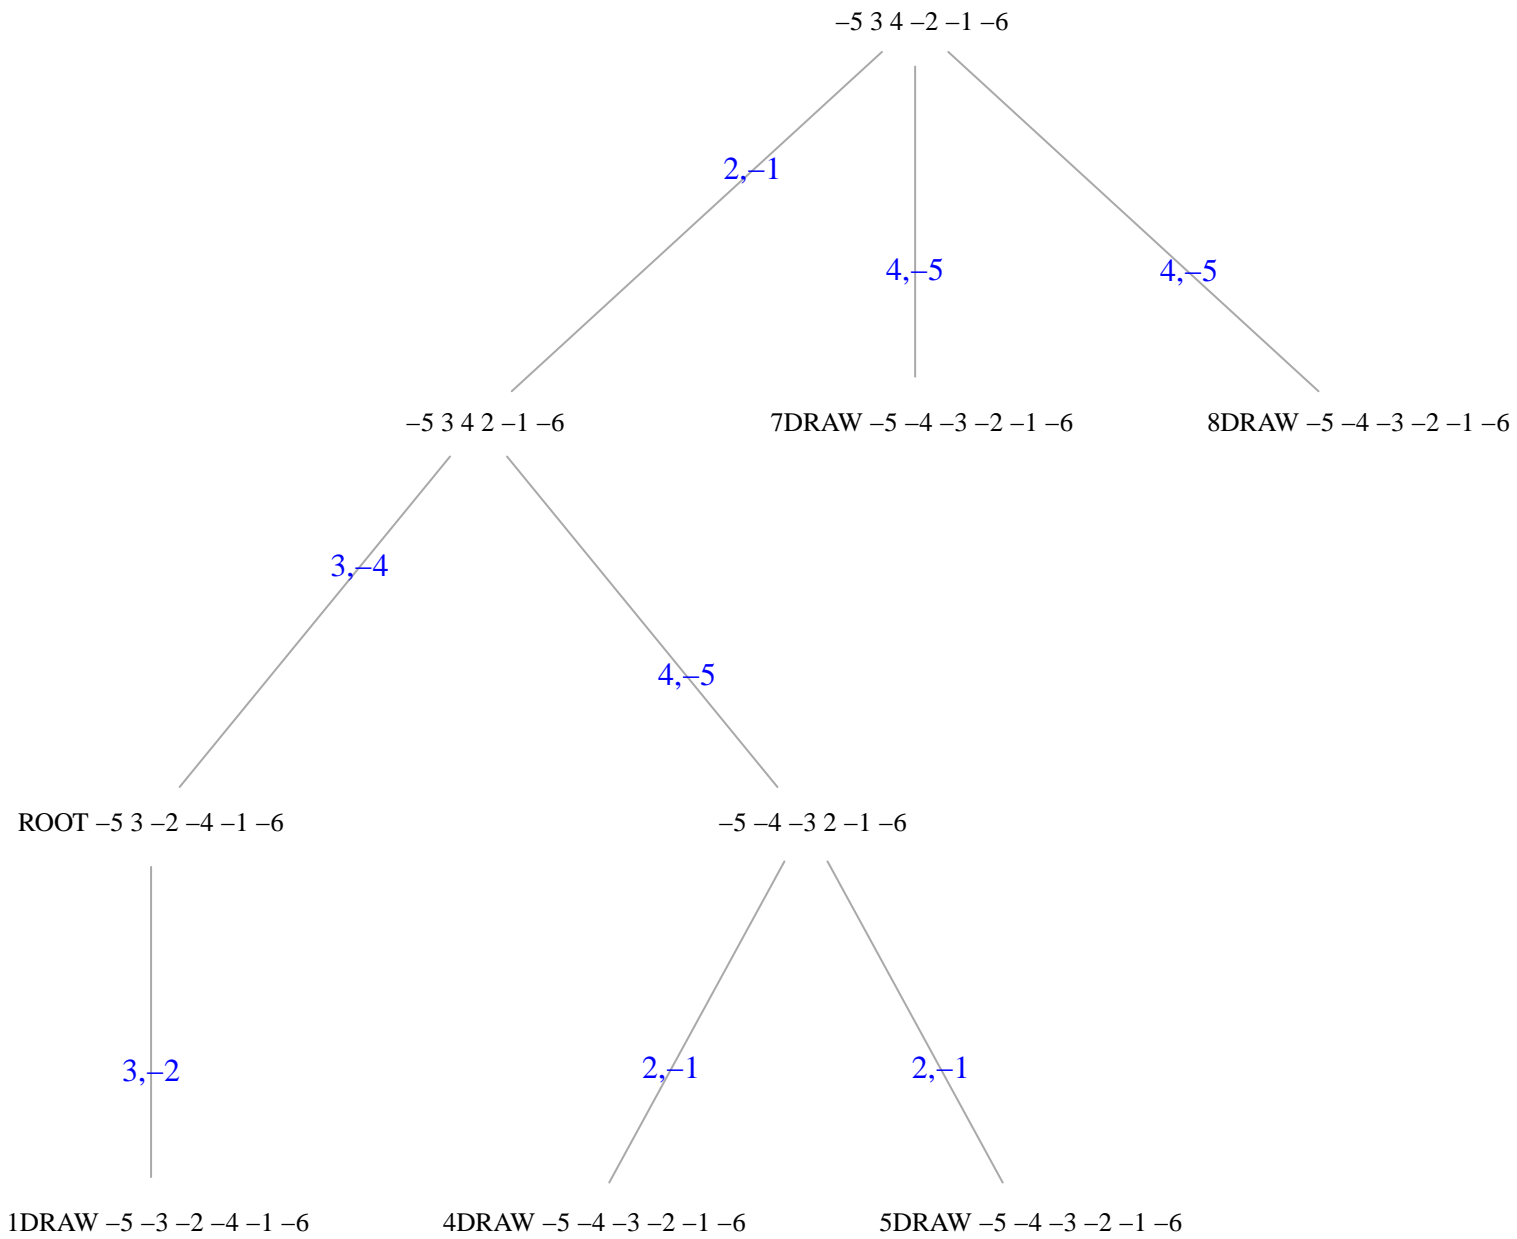 –5 3 4 –2 –1 –6
2,–1
4,–5
4,–5
–5 3 4 2 –1 –6
7DRAW –5 –4 –3 –2 –1 –6
8DRAW –5 –4 –3 –2 –1 –6
3,–4
4,–5
ROOT –5 3 –2 –4 –1 –6
–5 –4 –3 2 –1 –6
3,–2
2,–1
2,–1
1DRAW –5 –3 –2 –4 –1 –6
4DRAW –5 –4 –3 –2 –1 –6
5DRAW –5 –4 –3 –2 –1 –6